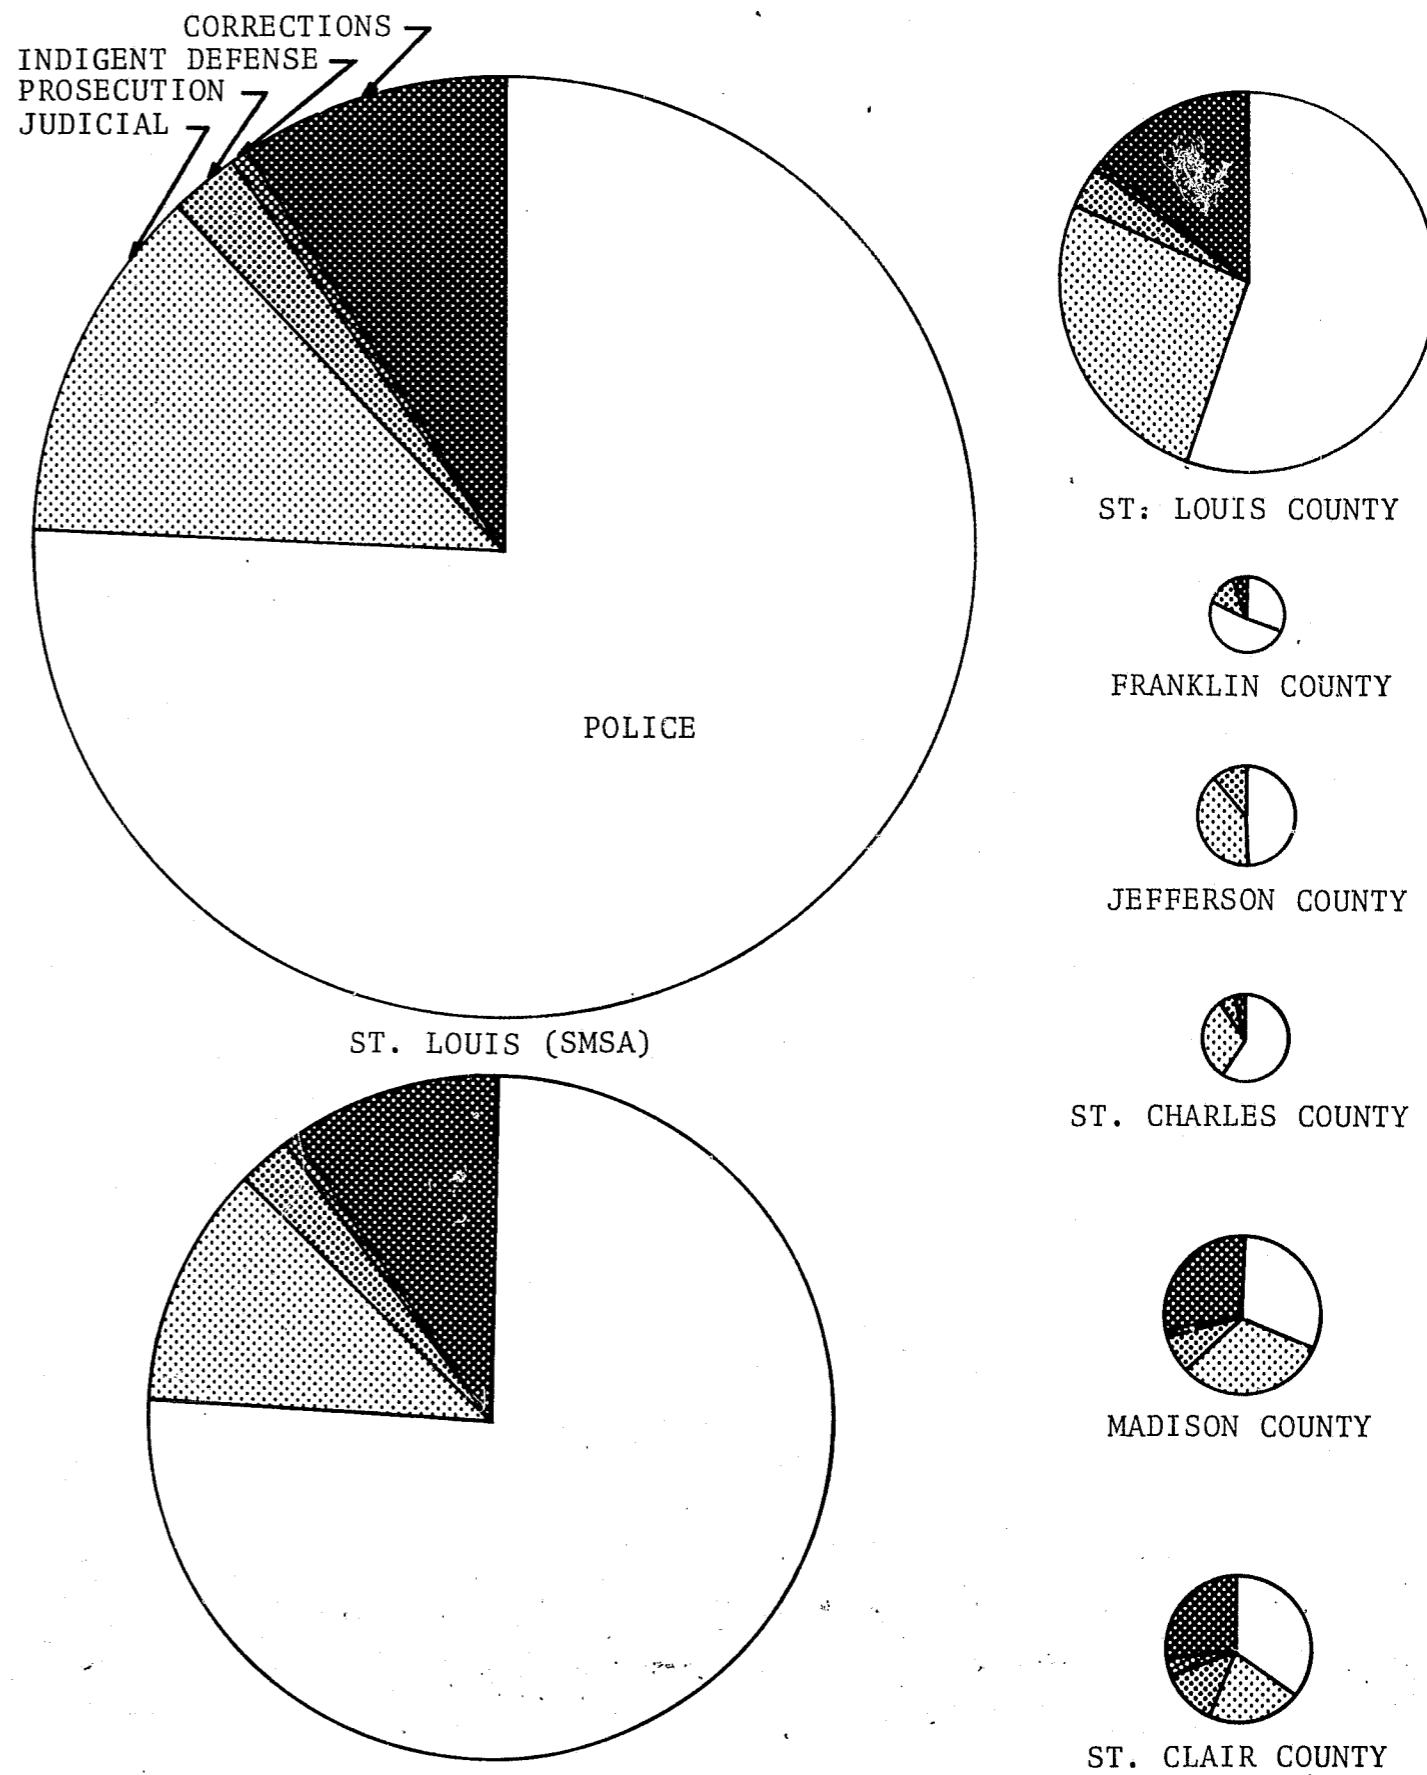 CORRECTIONS
INDIGENT DEFENSE
PROSECUTION
JUDICIAL
POLICE
ST. LOUIS (SMSA)
ST. LOUIS COUNTY
FRANKLIN COUNTY
JEFFERSON COUNTY
ST. CHARLES COUNTY
MADISON COUNTY
ST. CLAIR COUNTY